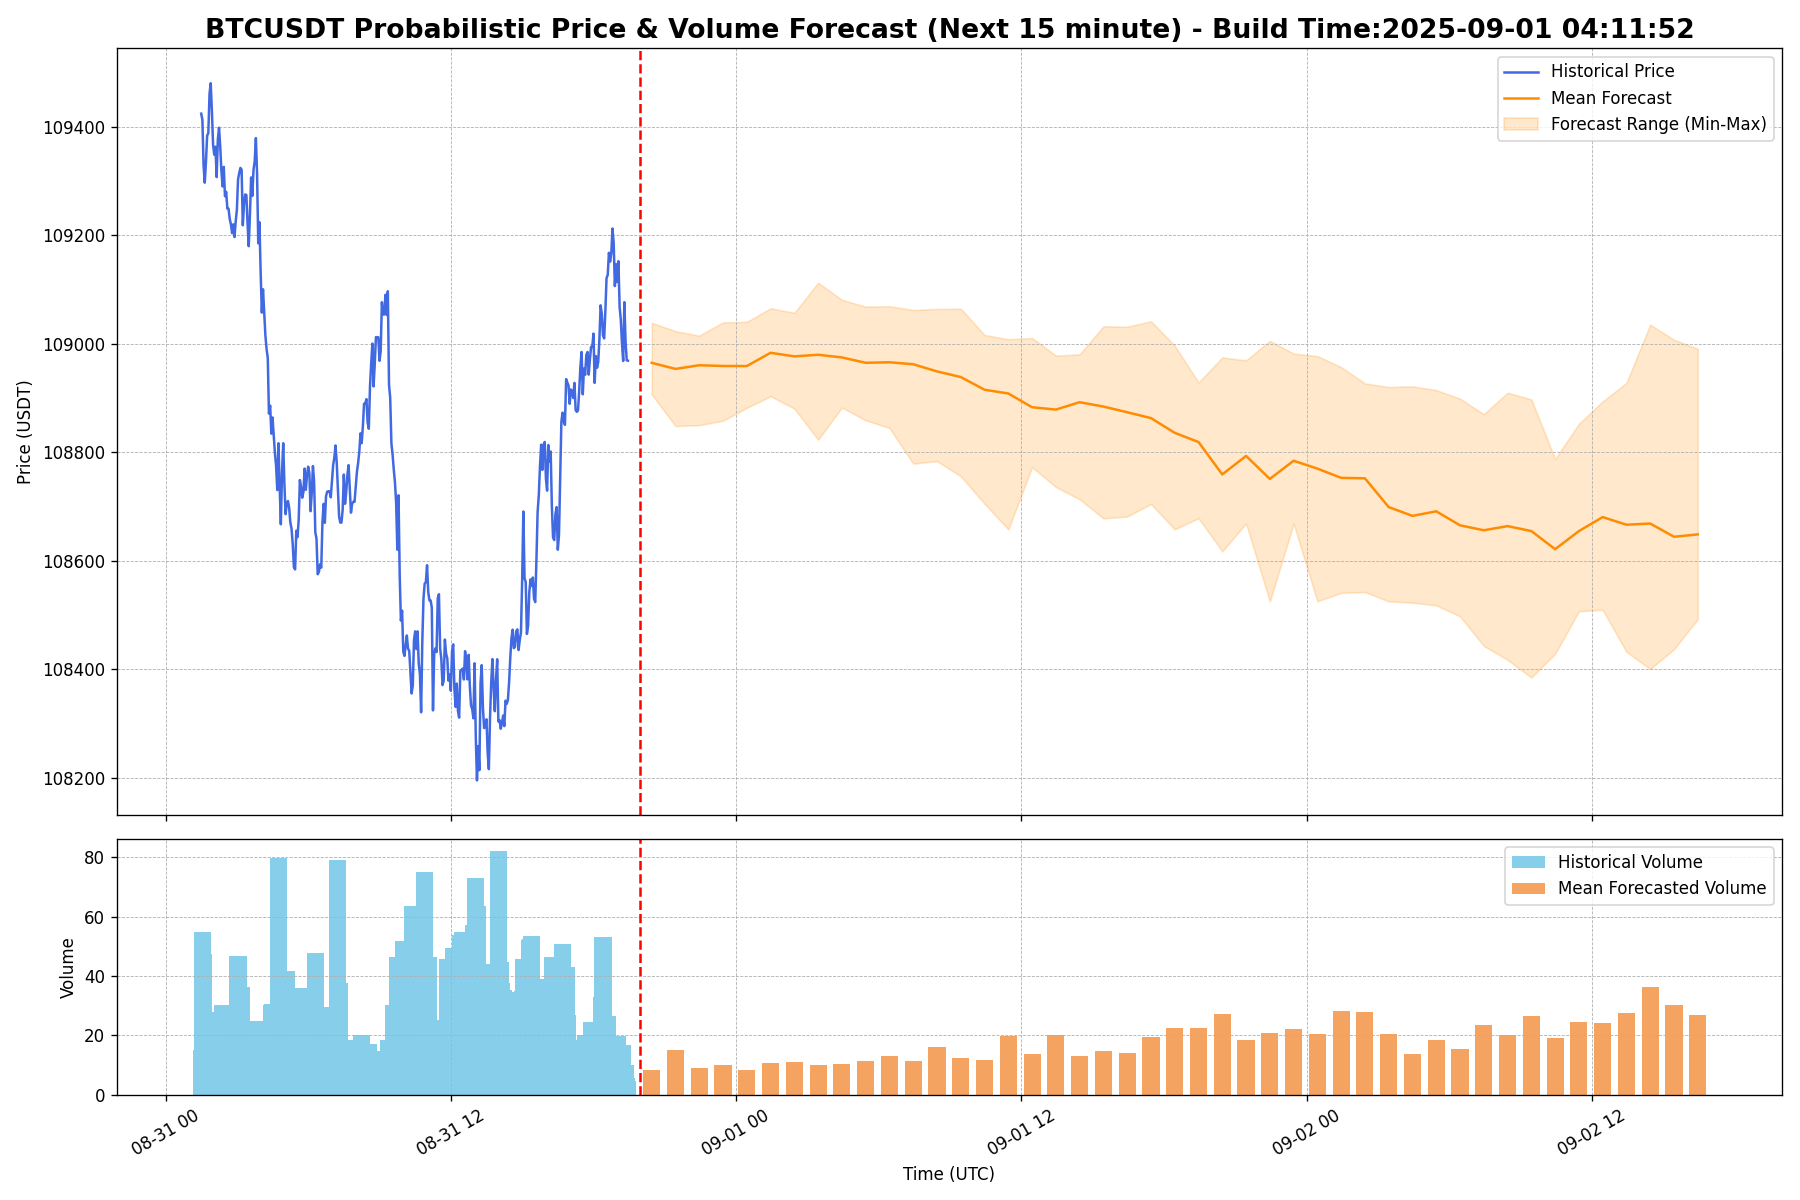 BTCUSDT Probabilistic Price & Volume Forecast (Next 15 minute) - Build Time:2025-09-01 04:11:52
Historical Price
Mean Forecast
Forecast Range (Min-Max)
109400
109200
109000
108800
108600
108400
108200
Price (USDT)
Historical Volume
Mean Forecasted Volume
80
60
40
20
0
Volume
08-31 00
08-31 12
09-01 00
09-01 12
09-02 00
09-02 12
Time (UTC)